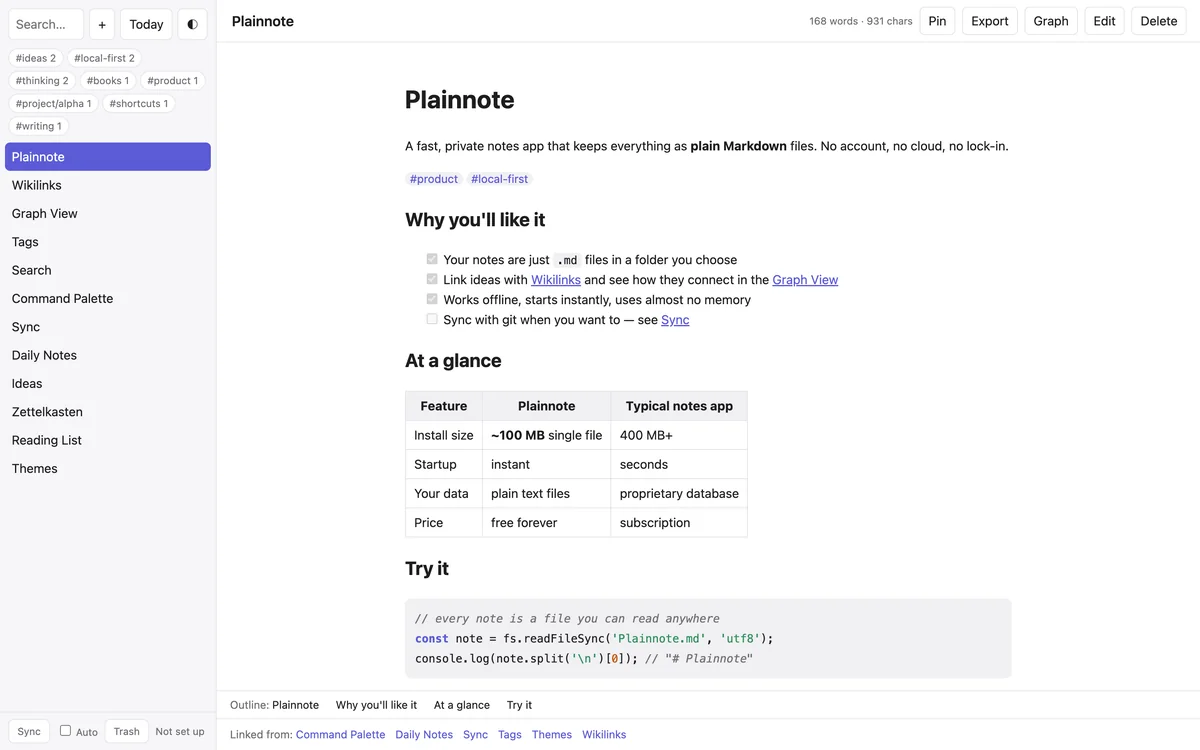 Search...
+
Today
#ideas 2 #local-first 2
#thinking 2 #books 1 #product 1
#project/alpha 1 #shortcuts 1
#writing 1
Plainnote
Wikilinks
Graph View
Tags
Search
Command Palette
Sync
Daily Notes
Ideas
Zettelkasten
Reading List
Themes
Sync Auto Trash Not set up
Plainnote
168 words · 931 chars Pin Export Graph Edit Delete
Plainnote
A fast, private notes app that keeps everything as plain Markdown files. No account, no cloud, no lock-in.
#product #local-first
Why you'll like it
Your notes are just .md files in a folder you choose
Link ideas with Wikilinks and see how they connect in the Graph View
Works offline, starts instantly, uses almost no memory
Sync with git when you want to — see Sync
At a glance
Feature Plainnote Typical notes app
Install size ~100 MB single file 400 MB+
Startup instant seconds
Your data plain text files proprietary database
Price free forever subscription
Try it
// every note is a file you can read anywhere
const note = fs.readFileSync('Plainnote.md', 'utf8');
console.log(note.split('\n')[0]); // "# Plainnote"
Outline: Plainnote Why you'll like it At a glance Try it
Linked from: Command Palette Daily Notes Sync Tags Themes Wikilinks